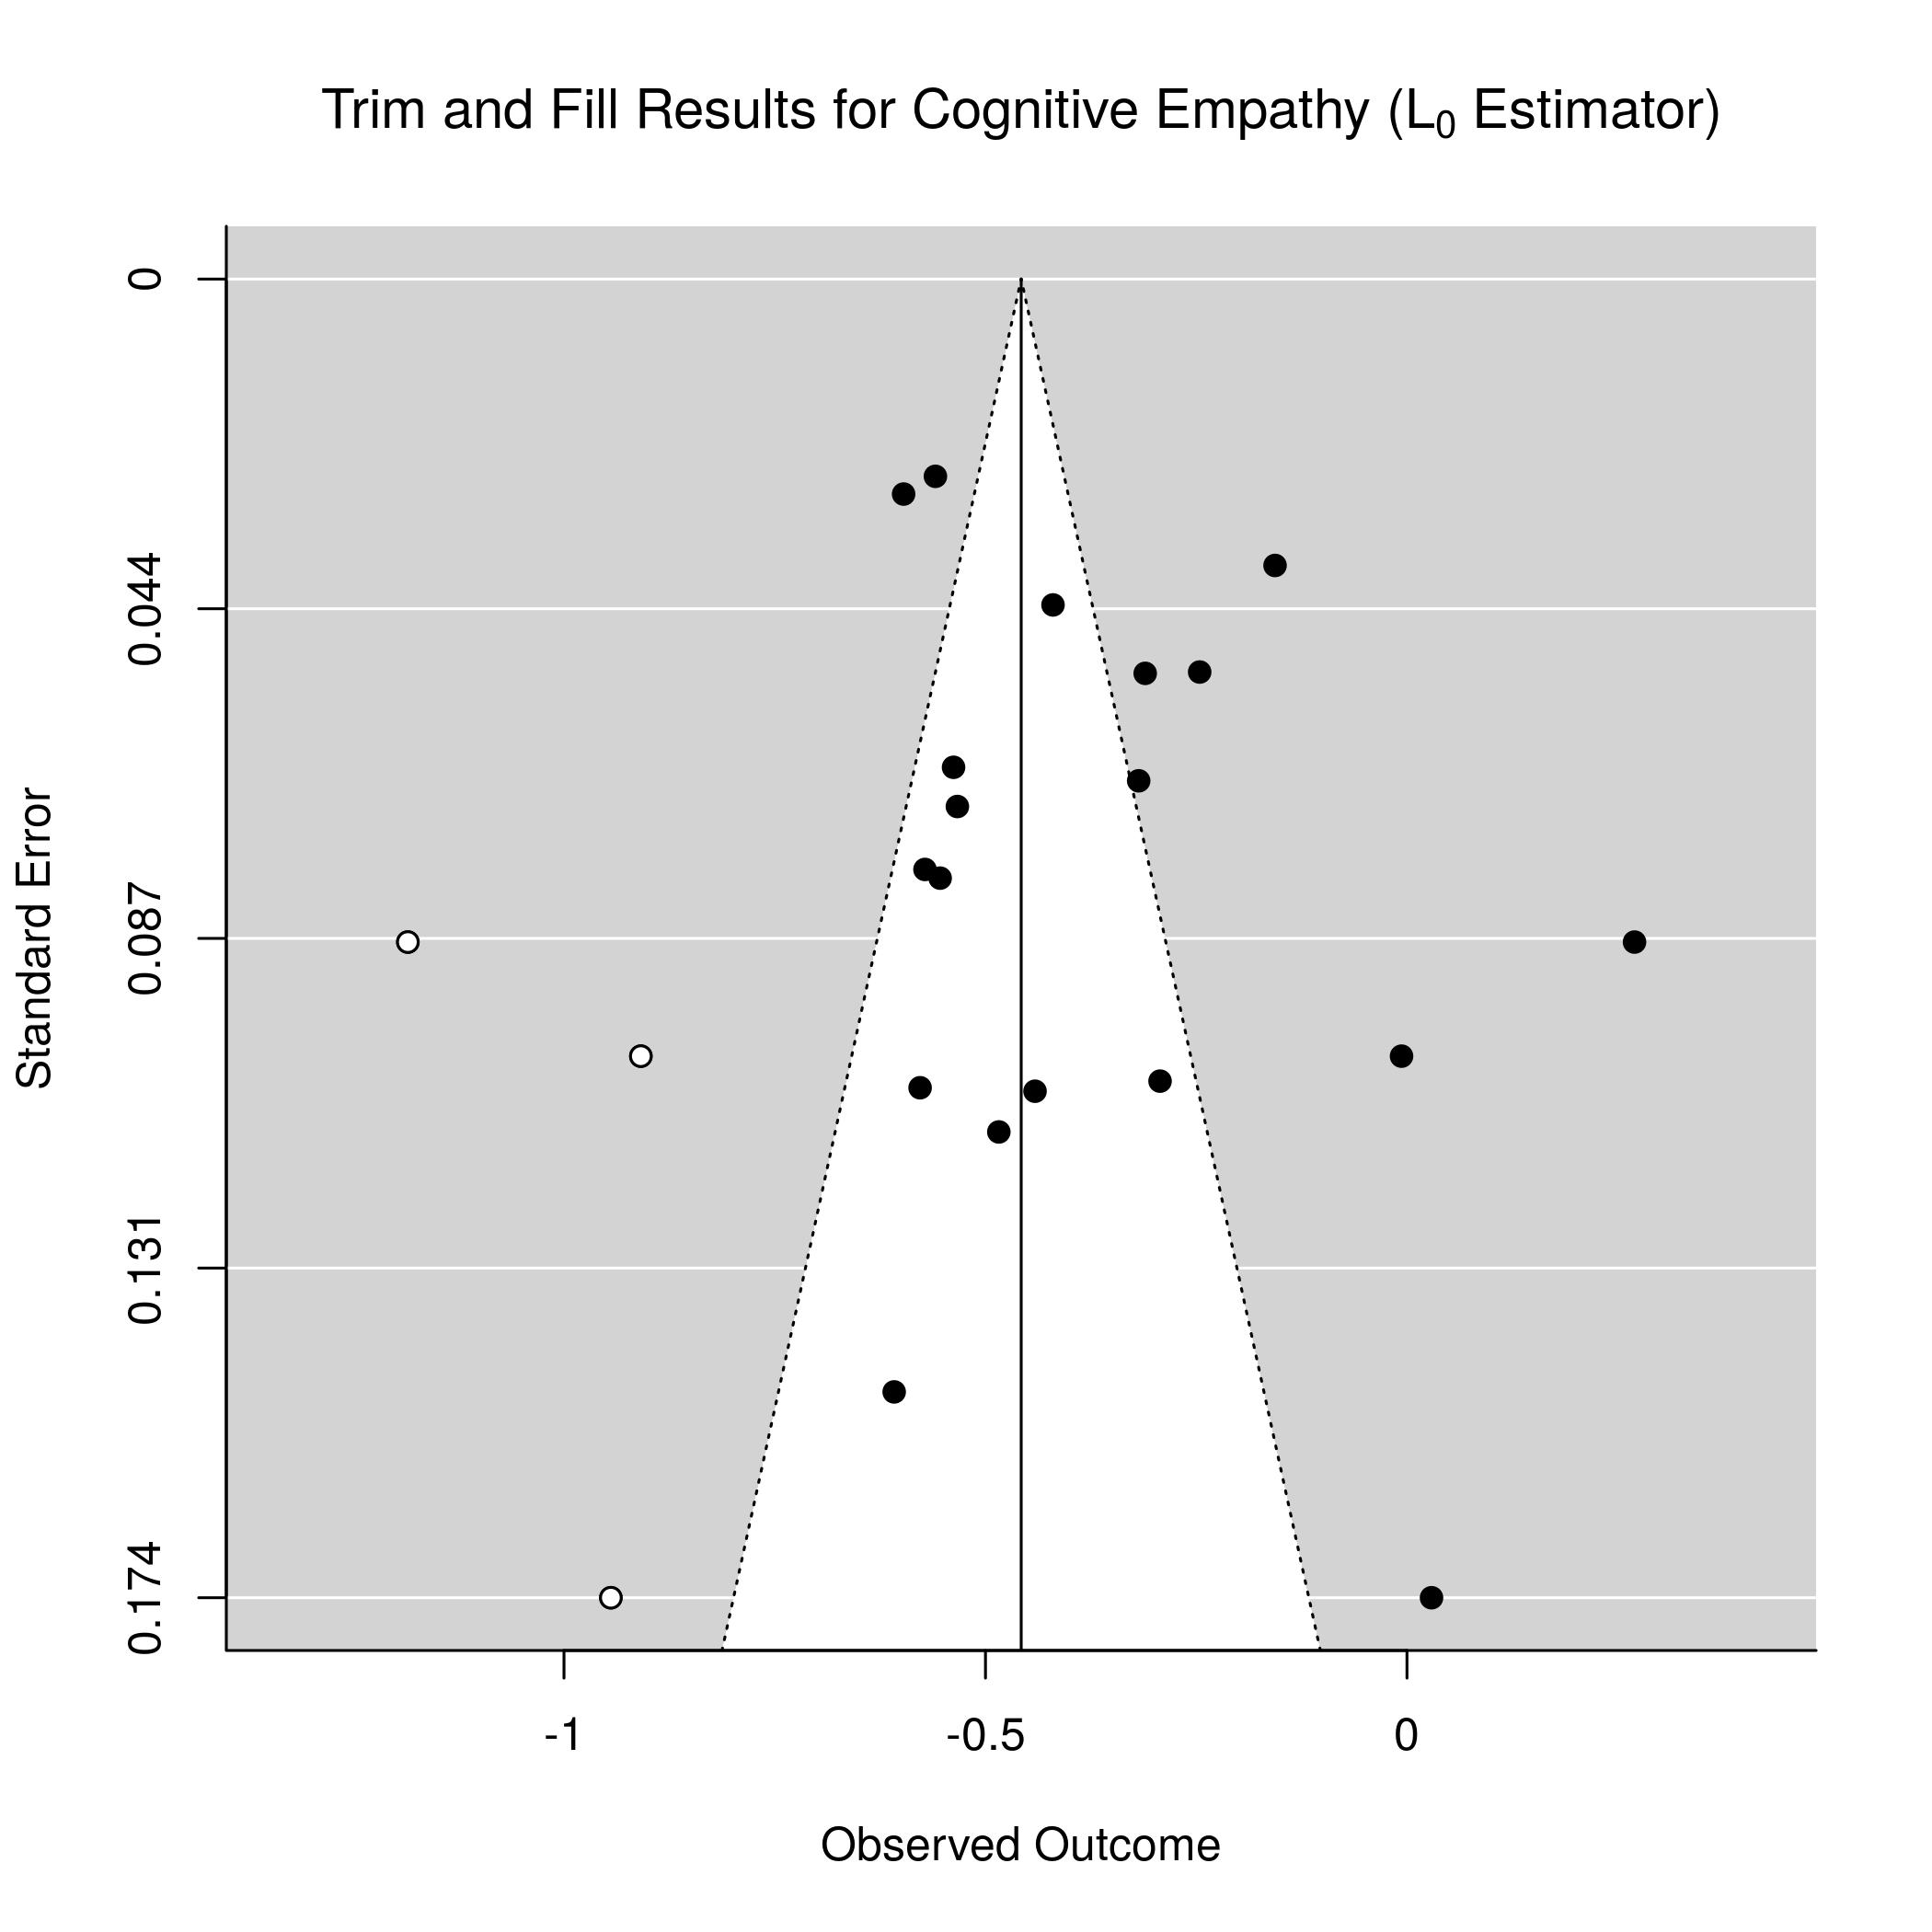 Trim and Fill Results for Cognitive Empathy (L₀ Estimator)
Standard Error
0
0.044
0.087
0.131
0.174
-1
-0.5
0
Observed Outcome